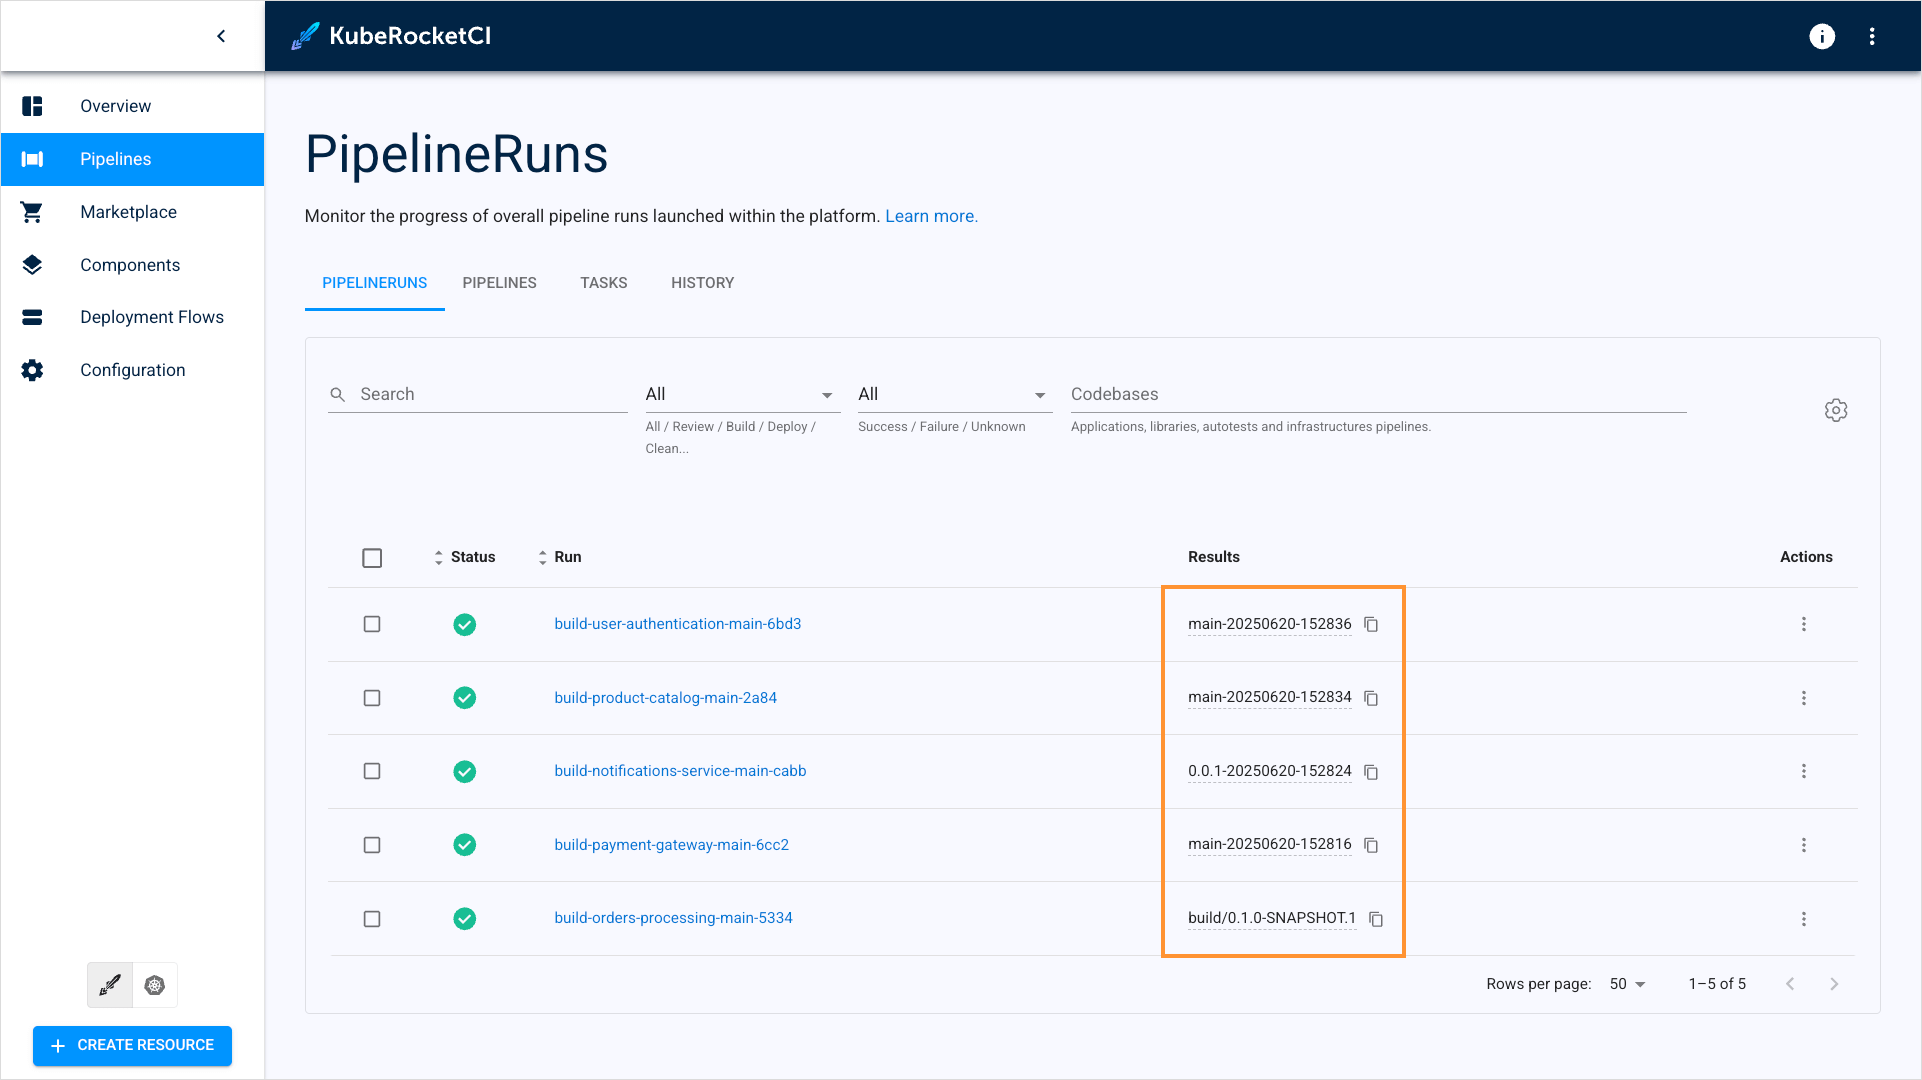 KubeRocketCI
Overview
Pipelines
Marketplace
Components
Deployment Flows
Configuration
CREATE RESOURCE
PipelineRuns
Monitor the progress of overall pipeline runs launched within the platform. Learn more.
PIPELINERUNS PIPELINES TASKS HISTORY
Search All All Codebases
All / Review / Build / Deploy / Clean... Success / Failure / Unknown Applications, libraries, autotests and infrastructures pipelines.
Status Run Results Actions
build-user-authentication-main-6bd3 main-20250620-152836
build-product-catalog-main-2a84 main-20250620-152834
build-notifications-service-main-cabb 0.0.1-20250620-152824
build-payment-gateway-main-6cc2 main-20250620-152816
build-orders-processing-main-5334 build/0.1.0-SNAPSHOT.1
Rows per page: 50 1–5 of 5